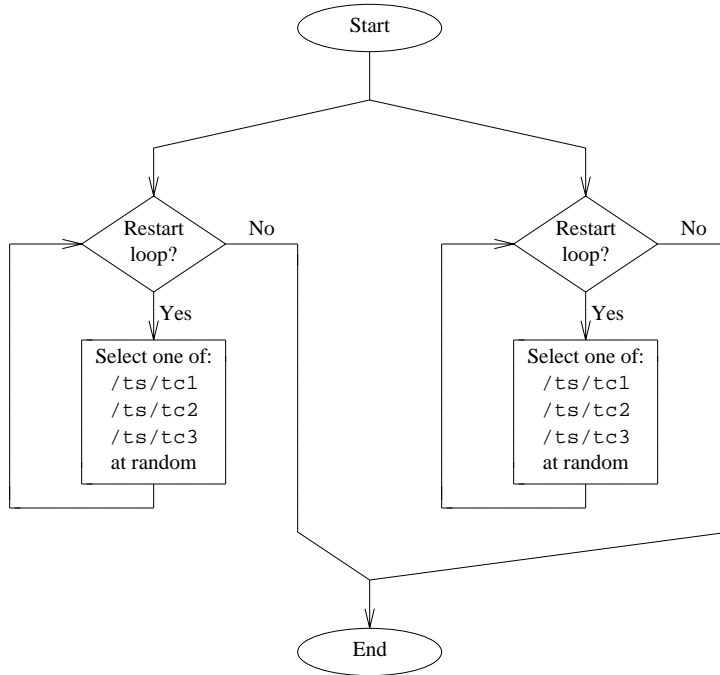 Start
Restart
loop?
No
Yes
Select one of:
/ts/tc1
/ts/tc2
/ts/tc3
at random
Restart
loop?
No
Yes
Select one of:
/ts/tc1
/ts/tc2
/ts/tc3
at random
End